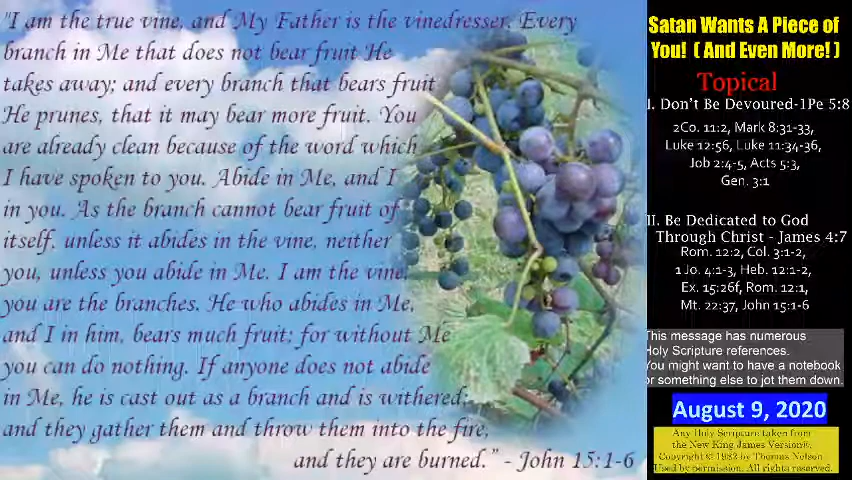 "I am the true vine, and My Father is the vinedresser. Every
branch in Me that does not bear fruit He
takes away; and every branch that bears fruit
He prunes, that it may bear more fruit. You
are already clean because of the word which
I have spoken to you. Abide in Me, and I
in you. As the branch cannot bear fruit of
itself, unless it abides in the vine, neither
you, unless you abide in Me. I am the vine,
you are the branches. He who abides in Me,
and I in him, bears much fruit; for without Me
you can do nothing. If anyone does not abide
in Me, he is cast out as a branch and is withered;
and they gather them and throw them into the fire,
and they are burned." - John 15:1-6
Satan Wants A Piece of
You! ( And Even More! )
Topical
I. Don't Be Devoured-1Pe 5:8
2Co. 11:2, Mark 8:31-33,
Luke 12:56, Luke 11:34-36,
Job 2:4-5, Acts 5:3,
Gen. 3:1
II. Be Dedicated to God
Through Christ - James 4:7
Rom. 12:2, Col. 3:1-2,
1 Jo. 4:1-3, Heb. 12:1-2,
Ex. 15:26f, Rom. 12:1,
Mt. 22:37, John 15:1-6
This message has numerous
Holy Scripture references.
You might want to have a notebook
or something else to jot them down.
August 9, 2020
Any Holy Scripture taken from
the New King James Version®.
Copyright © 1982 by Thomas Nelson
Used by permission. All rights reserved.